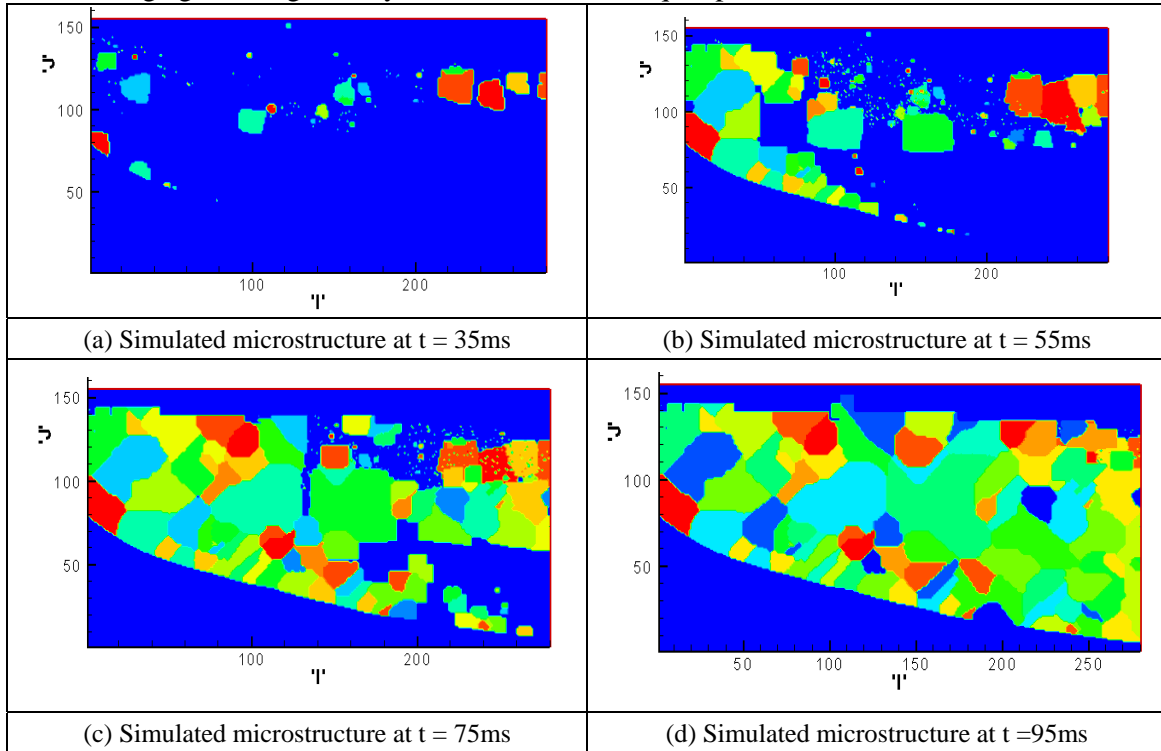 150
100
50
100
200
'J'
'I'
(a) Simulated microstructure at t = 35ms
150
100
50
100
200
'J'
'I'
(b) Simulated microstructure at t = 55ms
150
100
50
100
200
'J'
'I'
(c) Simulated microstructure at t = 75ms
150
100
50
50
100
150
200
250
'J'
'I'
(d) Simulated microstructure at t =95ms